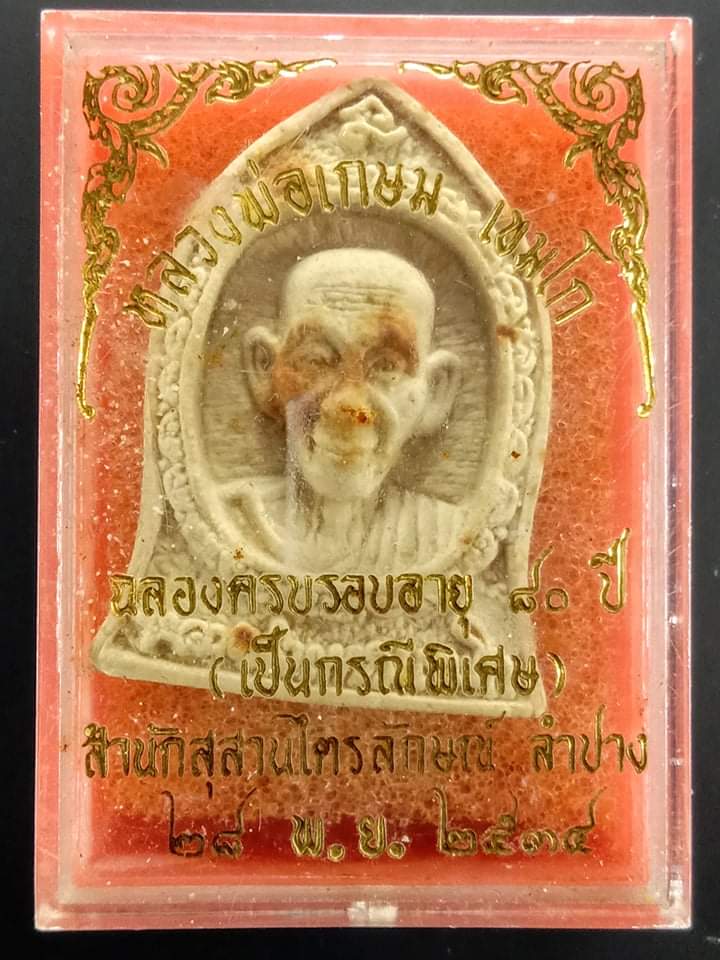 หลวงพ่อเกษม เขมโก
ฉลองครบรอบอายุ ๘๐ ปี
(เป็นกรณีพิเศษ)
สำนักสุสานไตรลักษณ์ ลำปาง
๒๘ พ.ย. ๒๕๓๔